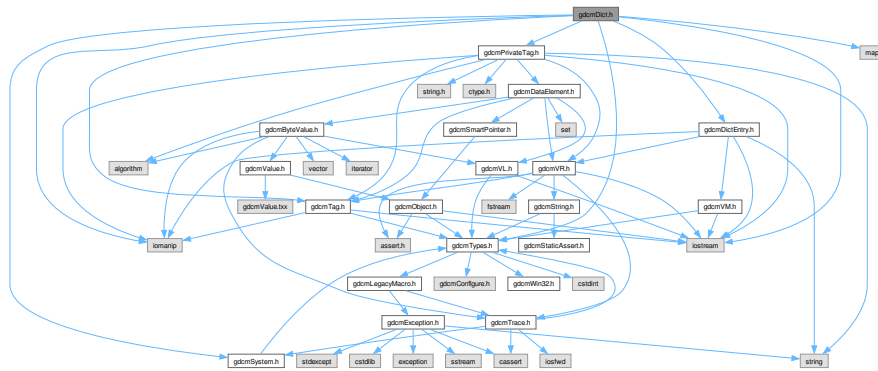 gdcmDict.h
map
gdcmPrivateTag.h
string.h
ctype.h
gdcmDataElement.h
gdcmByteValue.h
gdcmSmartPointer.h
set
gdcmDictEntry.h
algorithm
gdcmValue.h
vector
iterator
gdcmVL.h
gdcmVR.h
gdcmValue.txx
gdcmTag.h
gdcmObject.h
fstream
gdcmString.h
gdcmVM.h
iomanip
assert.h
gdcmTypes.h
gdcmStaticAssert.h
iostream
gdcmLegacyMacro.h
gdcmConfigure.h
gdcmWin32.h
cstdint
gdcmException.h
gdcmTrace.h
gdcmSystem.h
stdexcept
cstdlib
exception
sstream
cassert
iosfwd
string